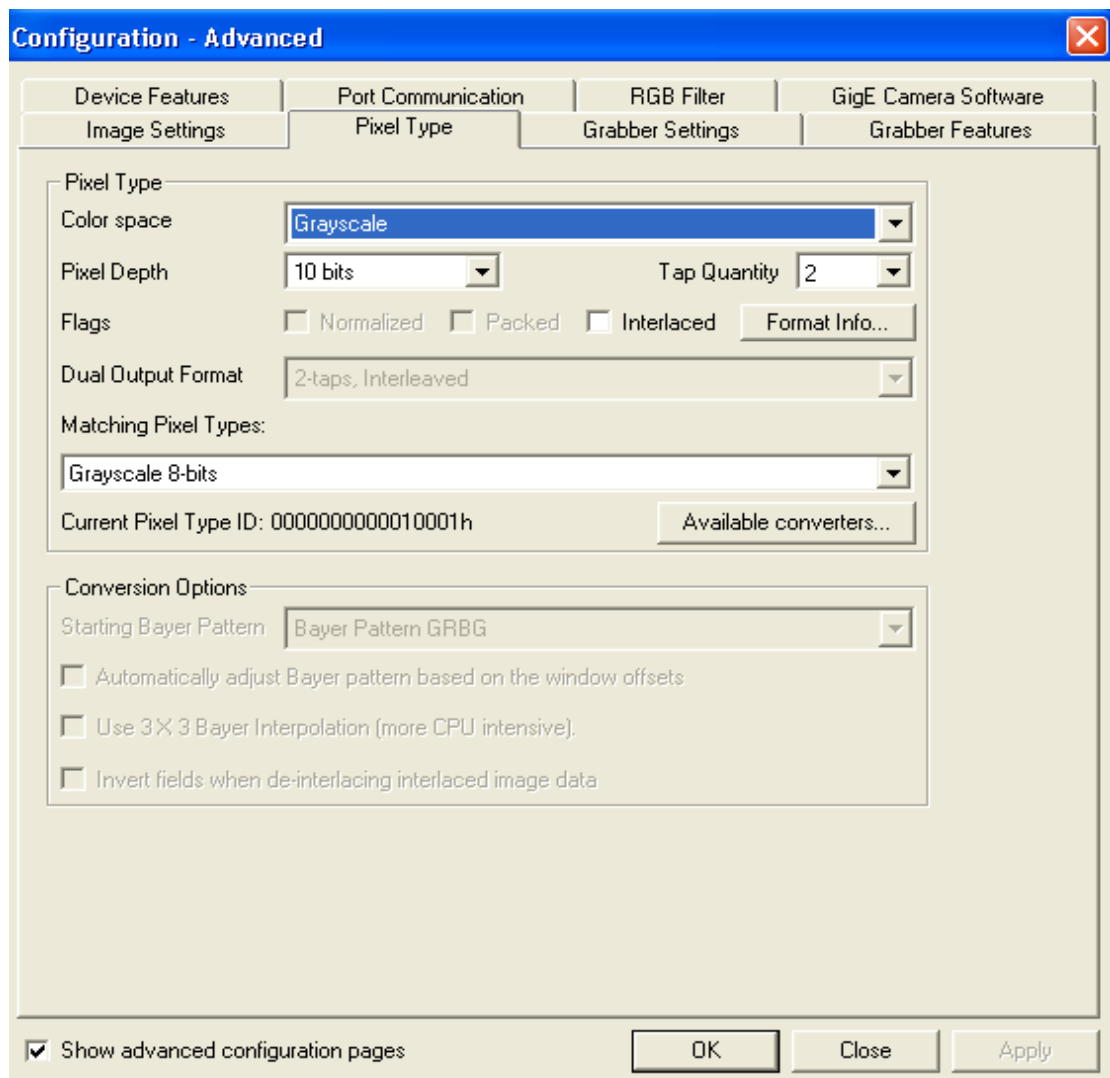 Configuration - Advanced
Device Features Port Communication RGB Filter GigE Camera Software
Image Settings Pixel Type Grabber Settings Grabber Features
Pixel Type
Color space Grayscale
Pixel Depth 10 bits Tap Quantity 2
Flags Normalized Packed Interlaced Format Info...
Dual Output Format 2-taps, Interleaved
Matching Pixel Types:
Grayscale 8-bits
Current Pixel Type ID: 0000000000010001h Available converters...
Conversion Options
Starting Bayer Pattern Bayer Pattern GRBG
Automatically adjust Bayer pattern based on the window offsets
Use 3 X 3 Bayer Interpolation (more CPU intensive).
Invert fields when de-interlacing interlaced image data
Show advanced configuration pages OK Close Apply